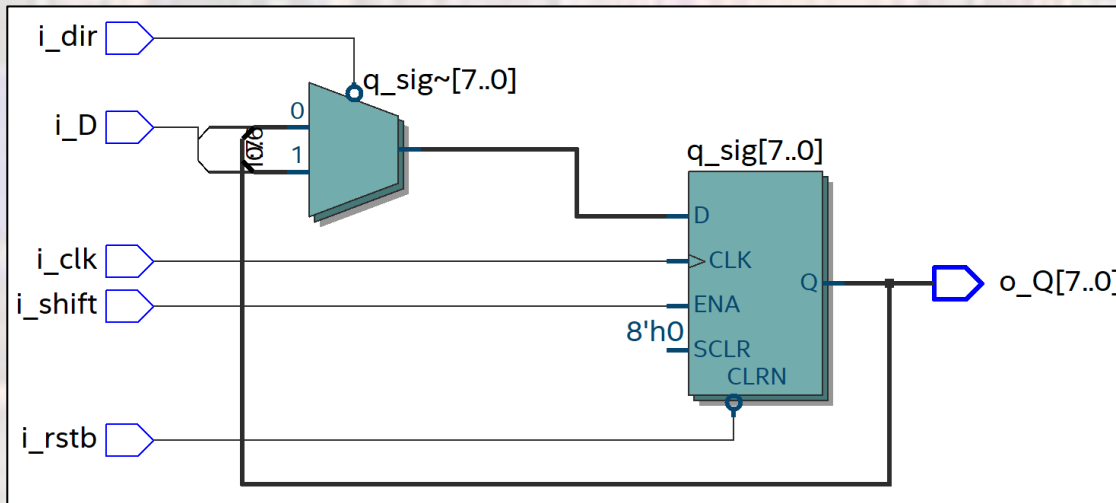 i_dir
q_sig~[7..0]
0
i_D
1
q_sig[7..0]
D
i_clk
CLK
Q
o_Q[7..0]
i_shift
ENA
8'h0
SCLR
CLRN
i_rstb